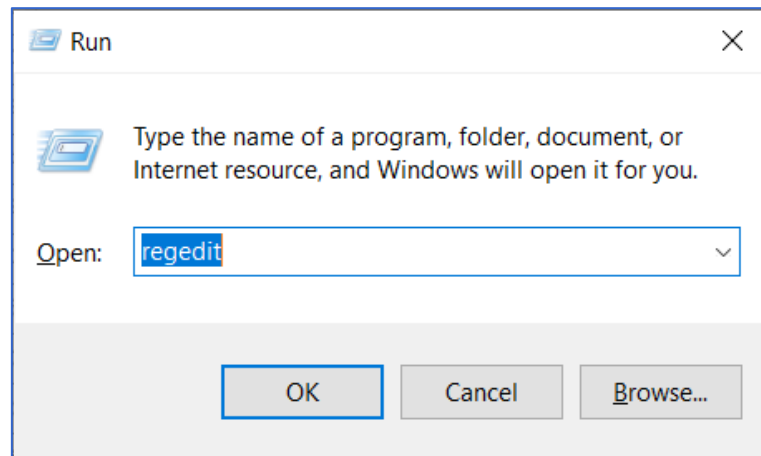 Run
Type the name of a program, folder, document, or
Internet resource, and Windows will open it for you.
Open: regedit
OK Cancel Browse...